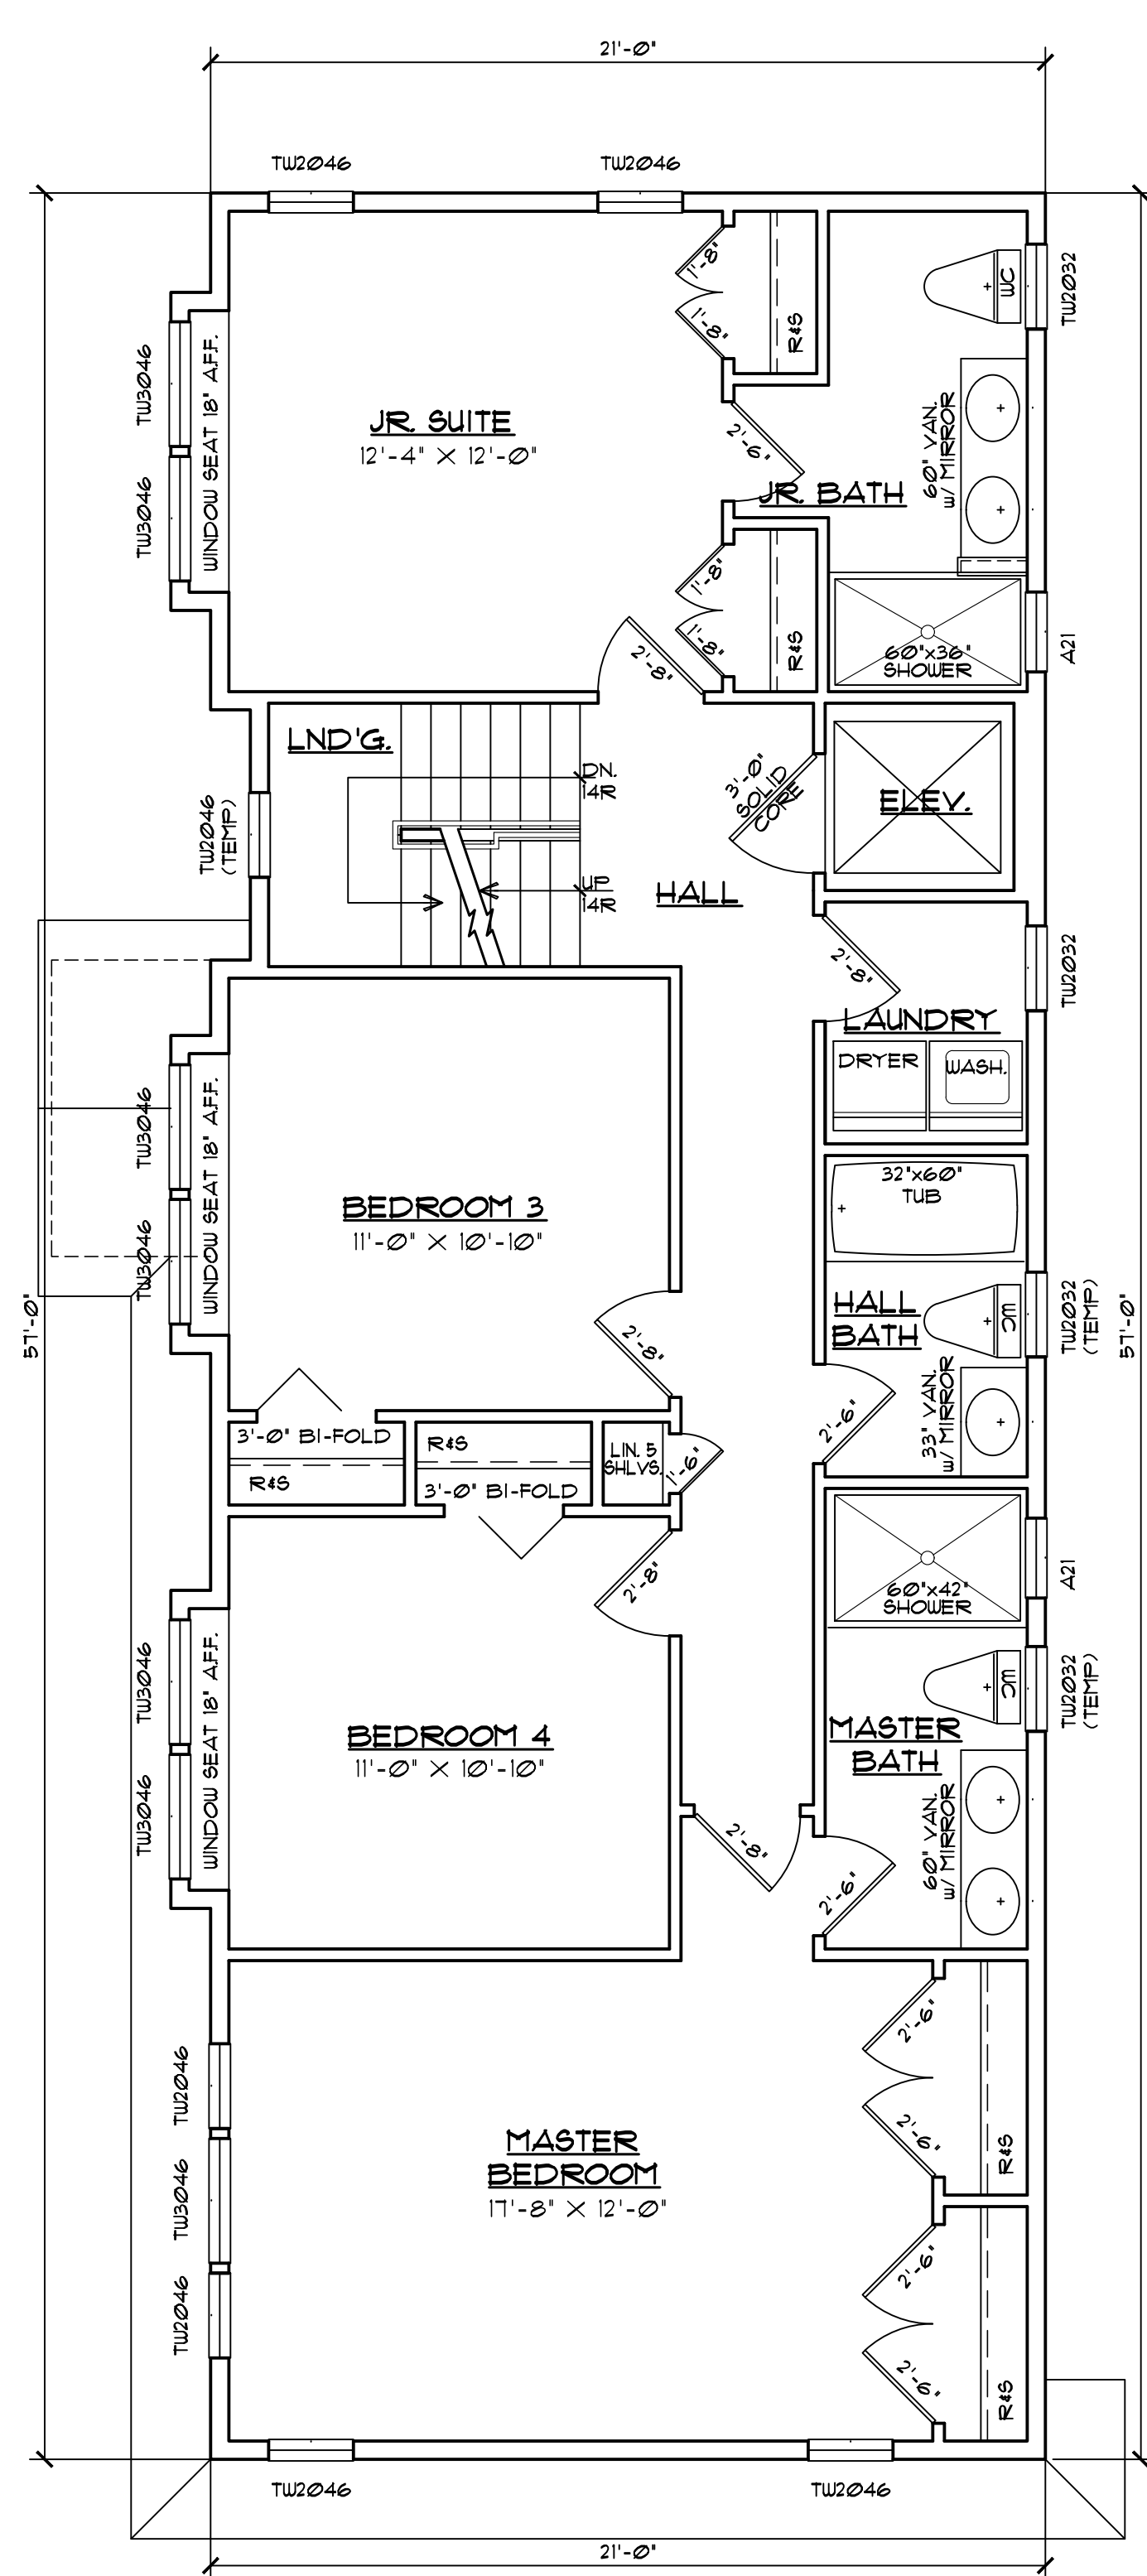 21'-0"
TW2046
TW2046
TW2032
1'-8"
WC
R&S
1'-8"
TW3046
WINDOW SEAT 18" A.F.F.
JR. SUITE
12'-4" X 12'-0"
2'-6"
60" VAN.
w/ MIRROR
JR. BATH
TW3046
1'-8"
1'-8"
R&S
A21
2'-8"
60"x36"
SHOWER
LND'G.
DN.
14R
3'-0"
SOLID
CORE
ELEV.
TW2046
(TEMP)
UP
14R
HALL
2'-8"
TW2032
LAUNDRY
DRYER
WASH.
TW3046
WINDOW SEAT 18" A.F.F.
32"x60"
TUB
BEDROOM 3
11'-0" X 10'-10"
TW3046
57'-0"
HALL
BATH
WC
TW2032
(TEMP)
57'-0"
2'-8"
2'-6"
33" VAN.
w/ MIRROR
3'-0" BI-FOLD
R&S
R&S
3'-0" BI-FOLD
LIN. 5
SHLVS.
1'-6"
2'-8"
60"x42"
SHOWER
A21
TW3046
WINDOW SEAT 18" A.F.F.
WC
TW2032
(TEMP)
BEDROOM 4
11'-0" X 10'-10"
MASTER
BATH
TW3046
2'-8"
2'-6"
60" VAN.
w/ MIRROR
2'-6"
TW2046
2'-6"
R&S
MASTER
BEDROOM
17'-8" X 12'-0"
TW3046
2'-6"
TW2046
2'-6"
R&S
TW2046
TW2046
21'-0"